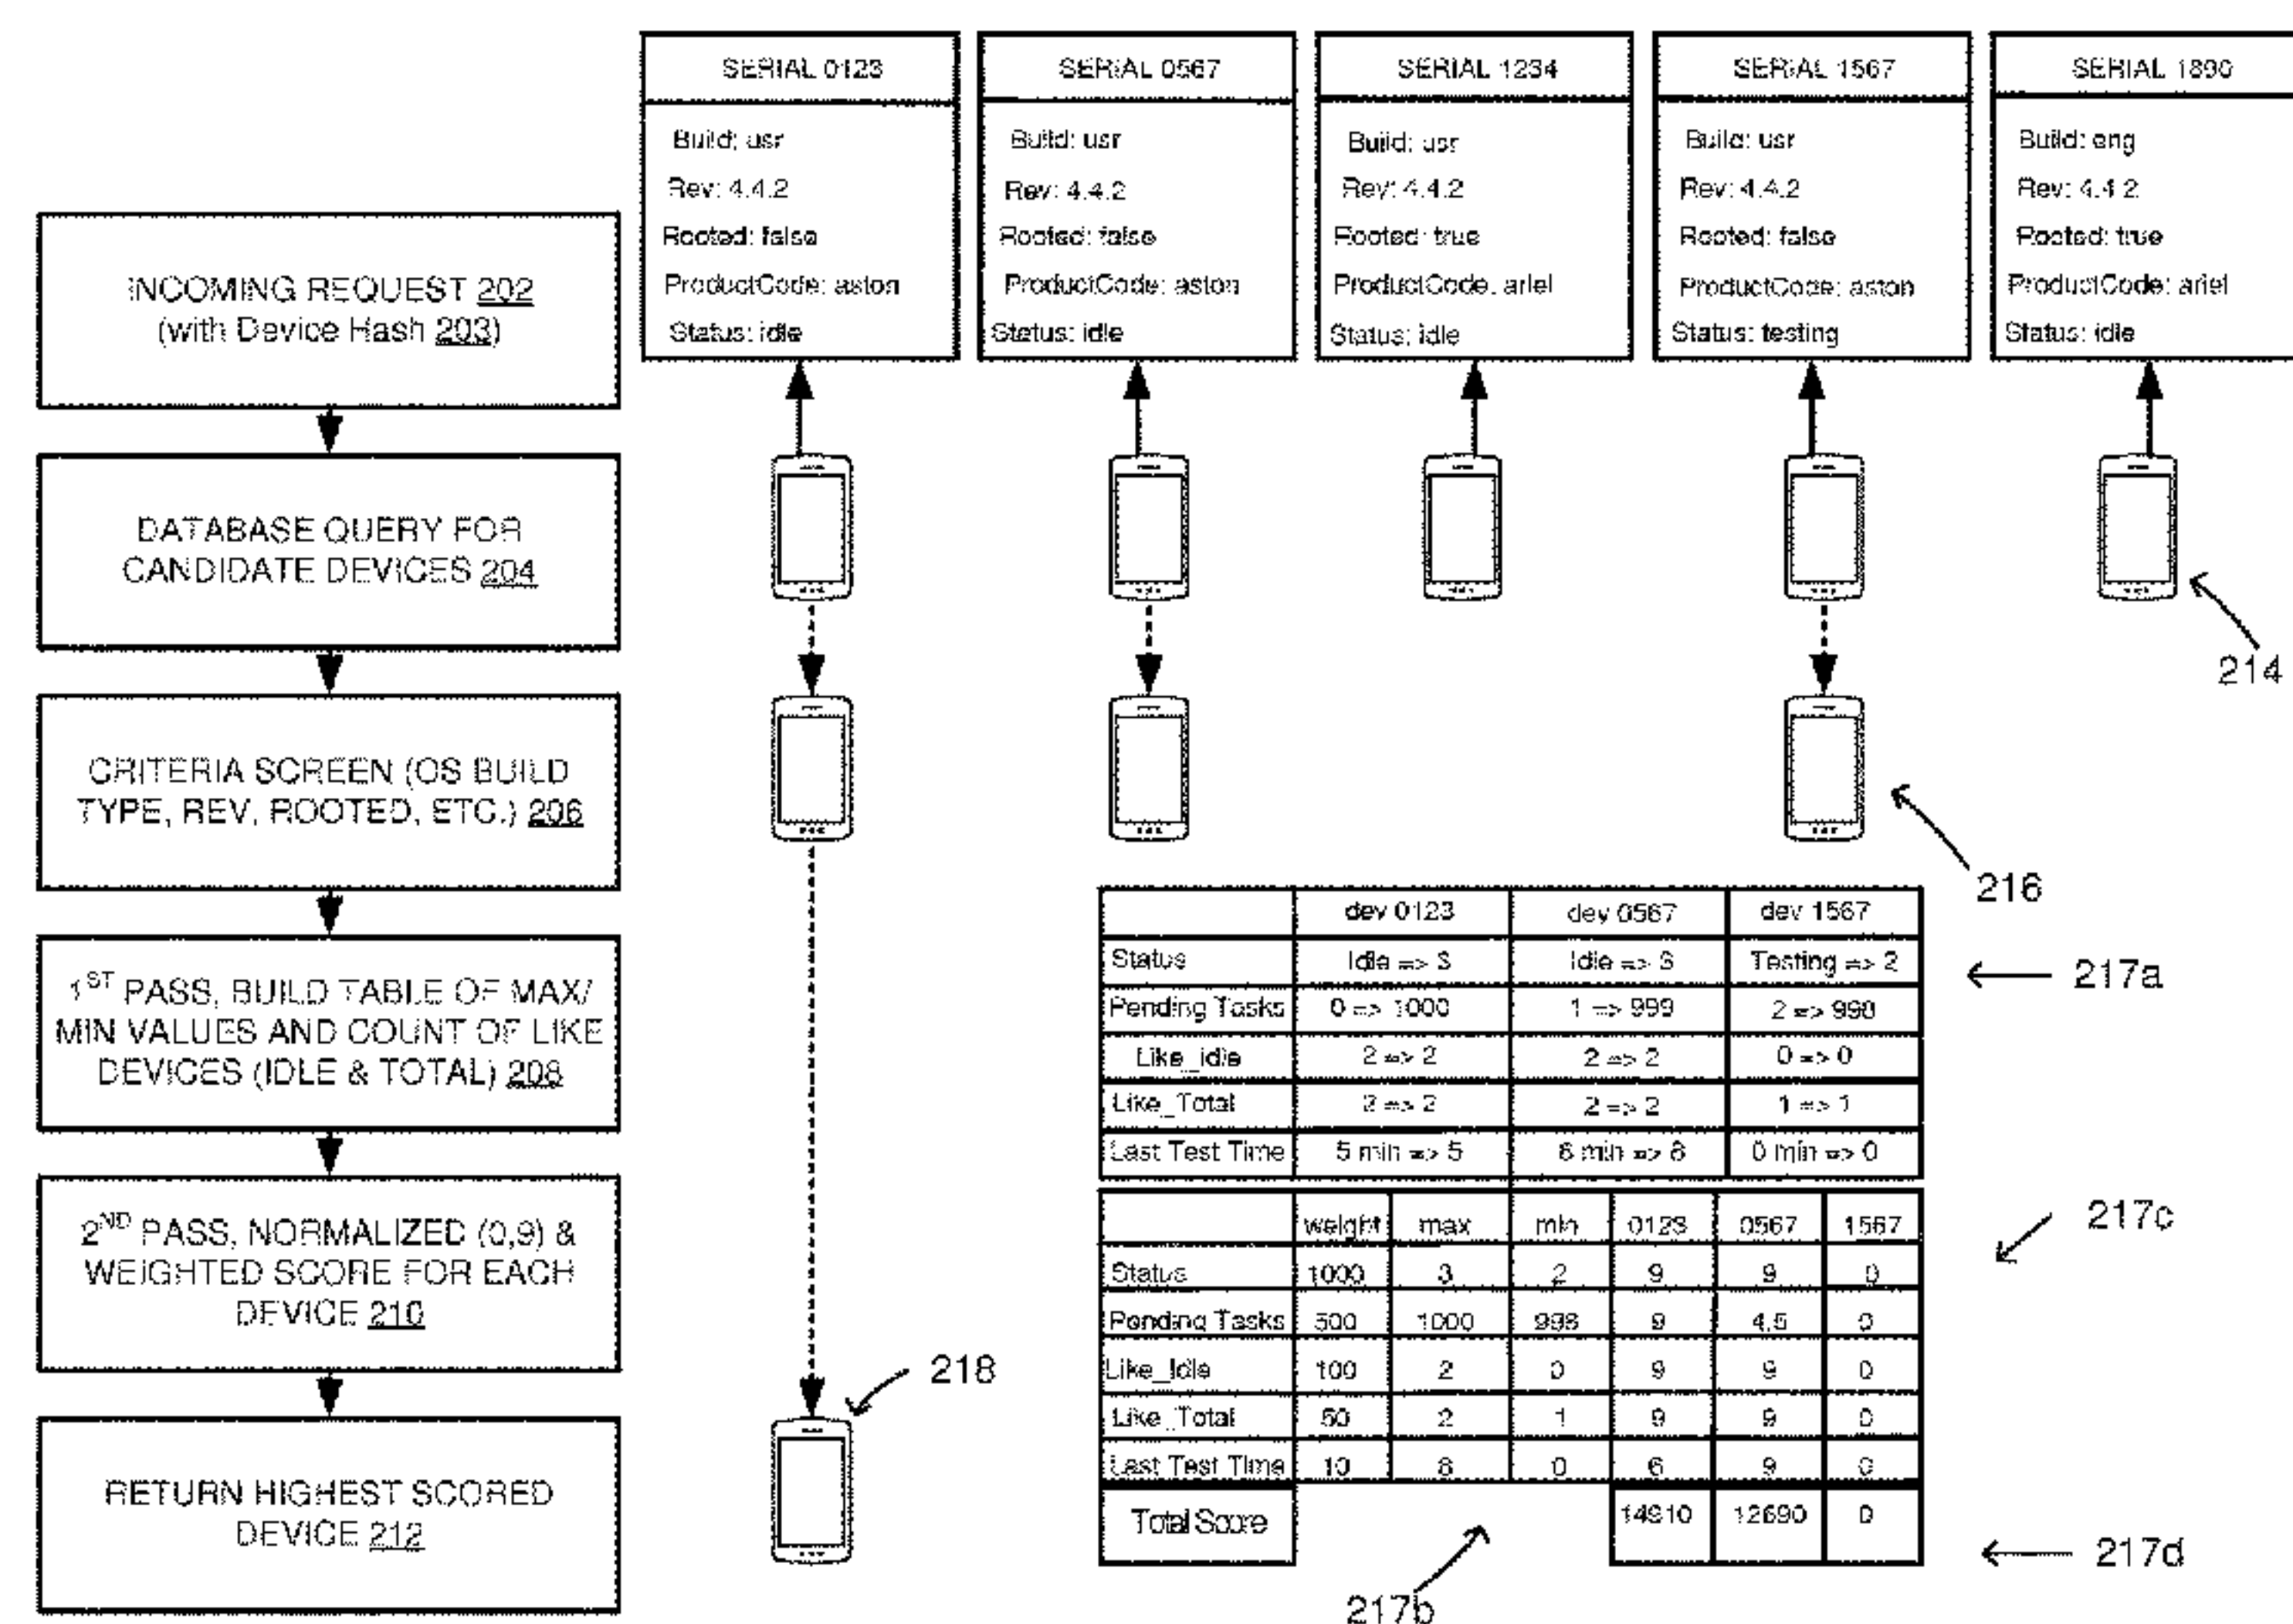 INCOMING REQUEST 202
(with Device Hash 203)
DATABASE QUERY FOR
CANDIDATE DEVICES 204
CRITERIA SCREEN (OS BUILD
TYPE, REV, ROOTED, ETC.) 206
1ST PASS, BUILD TABLE OF MAX/
MIN VALUES AND COUNT OF LIKE
DEVICES (IDLE & TOTAL) 208
2ND PASS, NORMALIZED (0,9) &
WEIGHTED SCORE FOR EACH
DEVICE 210
RETURN HIGHEST SCORED
DEVICE 212
SERIAL 0123
Build: usr
Rev: 4.4.2
Rooted: false
ProductCode: aston
Status: idle
SERIAL 0567
Build: usr
Rev: 4.4.2
Rooted: false
ProductCode: aston
Status: idle
SERIAL 1234
Build: usr
Rev: 4.4.2
Rooted: true
ProductCode: ariel
Status: idle
SERIAL 1567
Build: usr
Rev: 4.4.2
Rooted: false
ProductCode: aston
Status: testing
SERIAL 1890
Build: eng
Rev: 4.4.2
Rooted: true
ProductCode: ariel
Status: idle
214
216
218
dev 0123 dev 0567 dev 1567
Status Idle => 3 Idle => 3 Testing => 2
Pending Tasks 0 => 1000 1 => 999 2 => 998
Like_idle 2 => 2 2 => 2 0 => 0
Like_Total 2 => 2 2 => 2 1 => 1
Last Test Time 5 min => 5 8 min => 8 0 min => 0
217a
weight max min 0123 0567 1567
Status 1000 3 2 9 9 0
Pending Tasks 500 1000 998 9 4.5 0
Like_Idle 100 2 0 9 9 0
Like_Total 50 2 1 9 9 0
Last Test Time 10 8 0 6 9 0
Total Score 14910 12690 0
217c
217b
217d